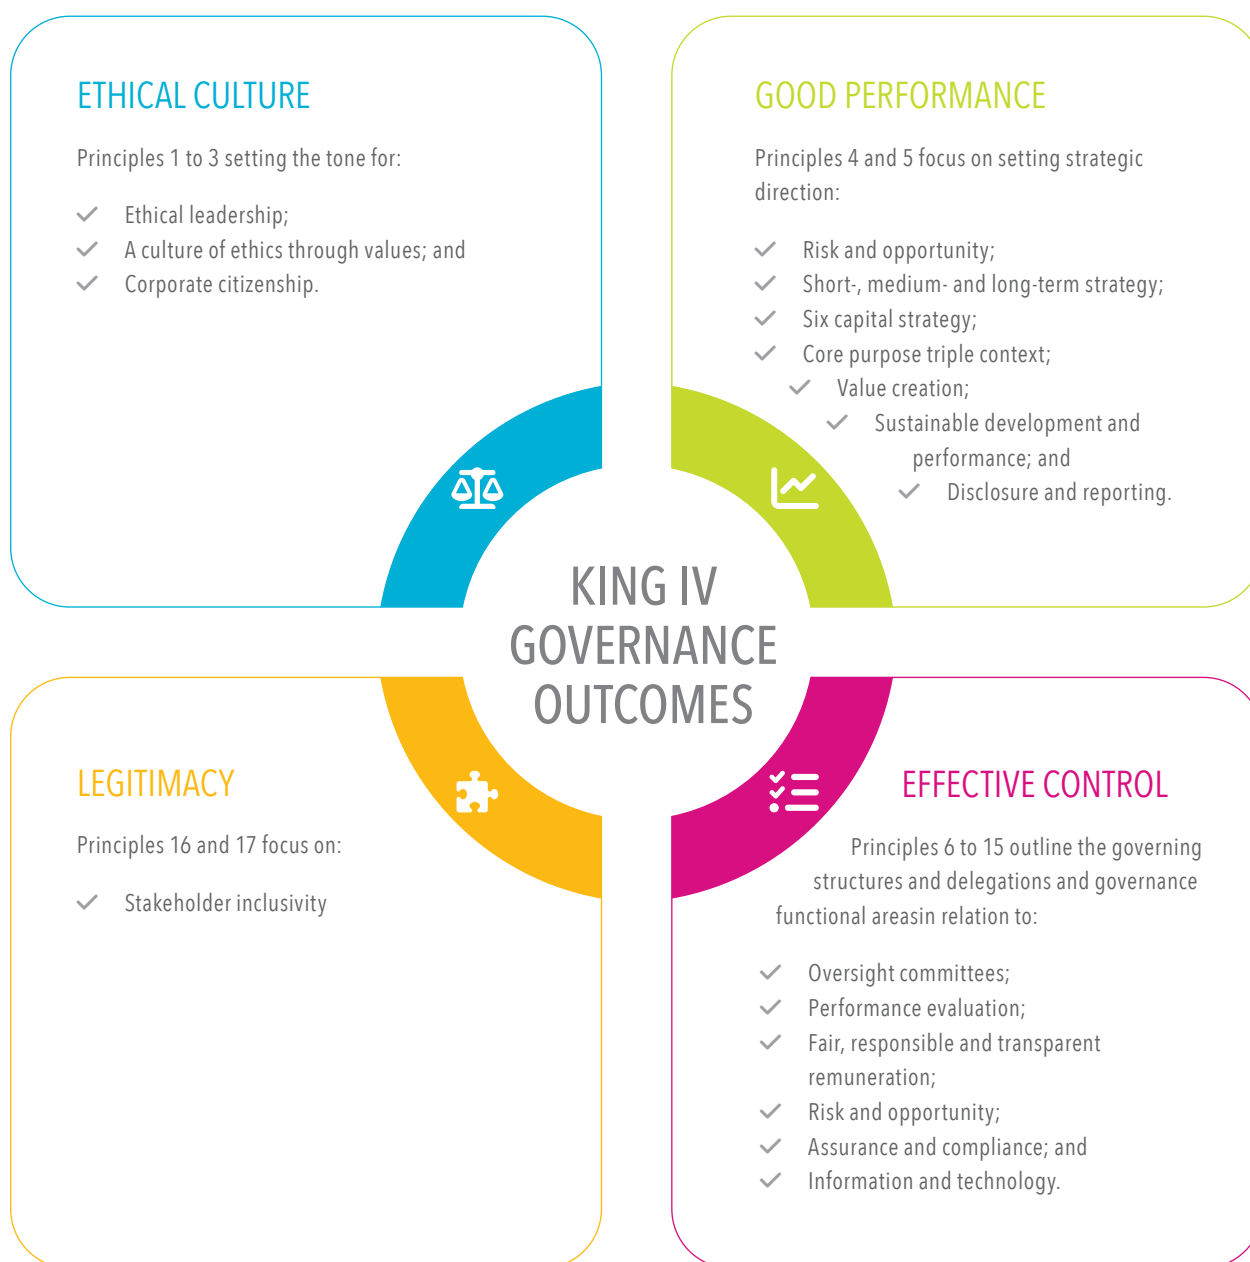 ETHICAL CULTURE
Principles 1 to 3 setting the tone for:
Ethical leadership;
A culture of ethics through values; and
Corporate citizenship.
GOOD PERFORMANCE
Principles 4 and 5 focus on setting strategic
direction:
Risk and opportunity;
Short-, medium- and long-term strategy;
Six capital strategy;
Core purpose triple context;
Value creation;
Sustainable development and
performance; and
Disclosure and reporting.
KING IV
GOVERNANCE
OUTCOMES
LEGITIMACY
Principles 16 and 17 focus on:
Stakeholder inclusivity
EFFECTIVE CONTROL
Principles 6 to 15 outline the governing
structures and delegations and governance
functional areasin relation to:
Oversight committees;
Performance evaluation;
Fair, responsible and transparent
remuneration;
Risk and opportunity;
Assurance and compliance; and
Information and technology.